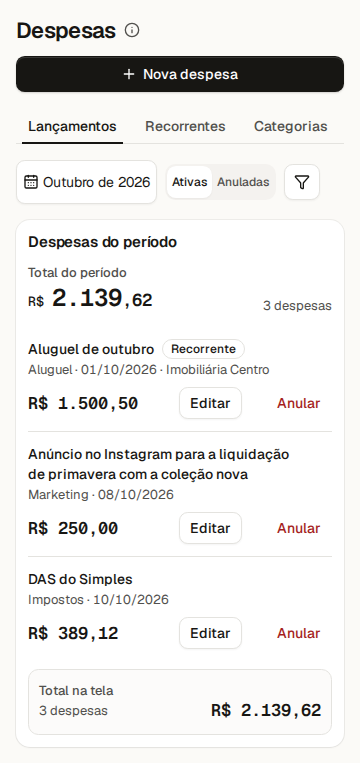 Despesas
Nova despesa
Lançamentos Recorrentes Categorias
Outubro de 2026 Ativas Anuladas
Despesas do período
Total do período
R$ 2.139,62
3 despesas
Aluguel de outubro Recorrente
Aluguel · 01/10/2026 · Imobiliária Centro
R$ 1.500,50 Editar Anular
Anúncio no Instagram para a liquidação
de primavera com a coleção nova
Marketing · 08/10/2026
R$ 250,00 Editar Anular
DAS do Simples
Impostos · 10/10/2026
R$ 389,12 Editar Anular
Total na tela
3 despesas
R$ 2.139,62